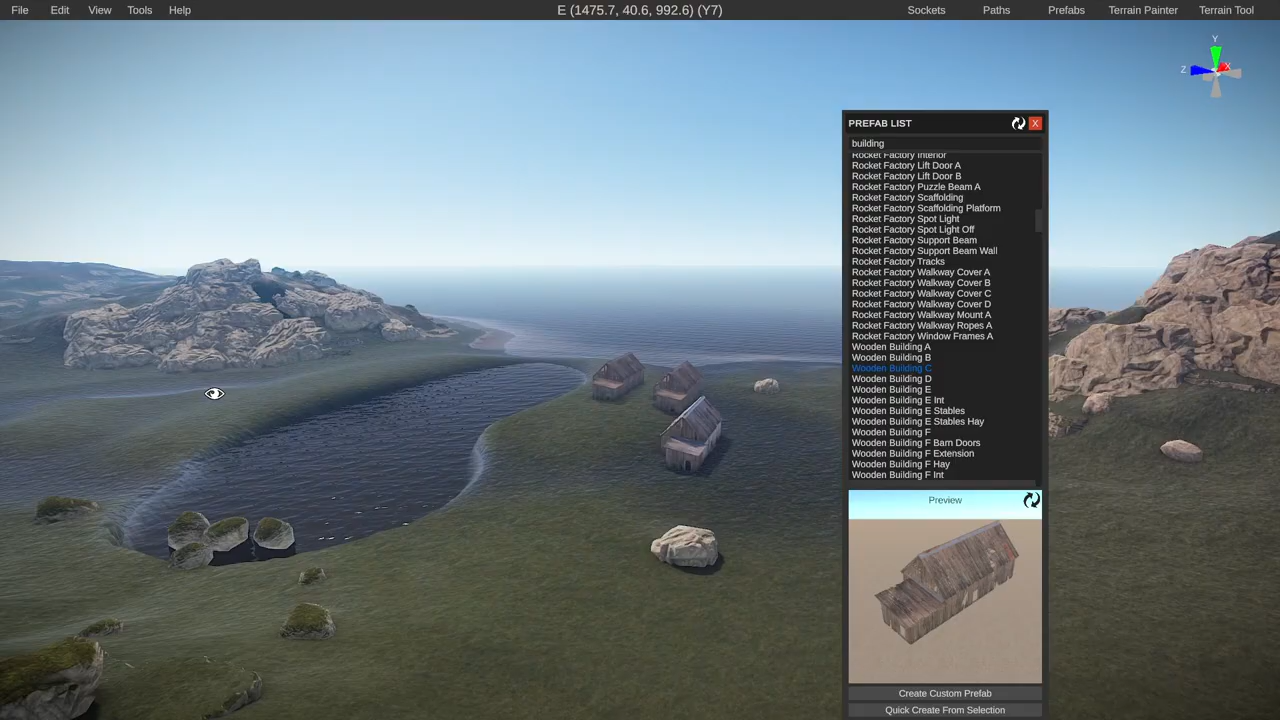 File Edit View Tools Help E (1475.7, 40.6, 992.6) (Y7) Sockets Paths Prefabs Terrain Painter Terrain Tool
Y
Z X
PREFAB LIST X
building
Rocket Factory Interior
Rocket Factory Lift Door A
Rocket Factory Lift Door B
Rocket Factory Puzzle Beam A
Rocket Factory Scaffolding
Rocket Factory Scaffolding Platform
Rocket Factory Spot Light
Rocket Factory Spot Light Off
Rocket Factory Support Beam
Rocket Factory Support Beam Wall
Rocket Factory Tracks
Rocket Factory Walkway Cover A
Rocket Factory Walkway Cover B
Rocket Factory Walkway Cover C
Rocket Factory Walkway Cover D
Rocket Factory Walkway Mount A
Rocket Factory Walkway Ropes A
Rocket Factory Window Frames A
Wooden Building A
Wooden Building B
Wooden Building C
Wooden Building D
Wooden Building E
Wooden Building E Int
Wooden Building E Stables
Wooden Building E Stables Hay
Wooden Building F
Wooden Building F Barn Doors
Wooden Building F Extension
Wooden Building F Hay
Wooden Building F Int
Preview
Create Custom Prefab
Quick Create From Selection